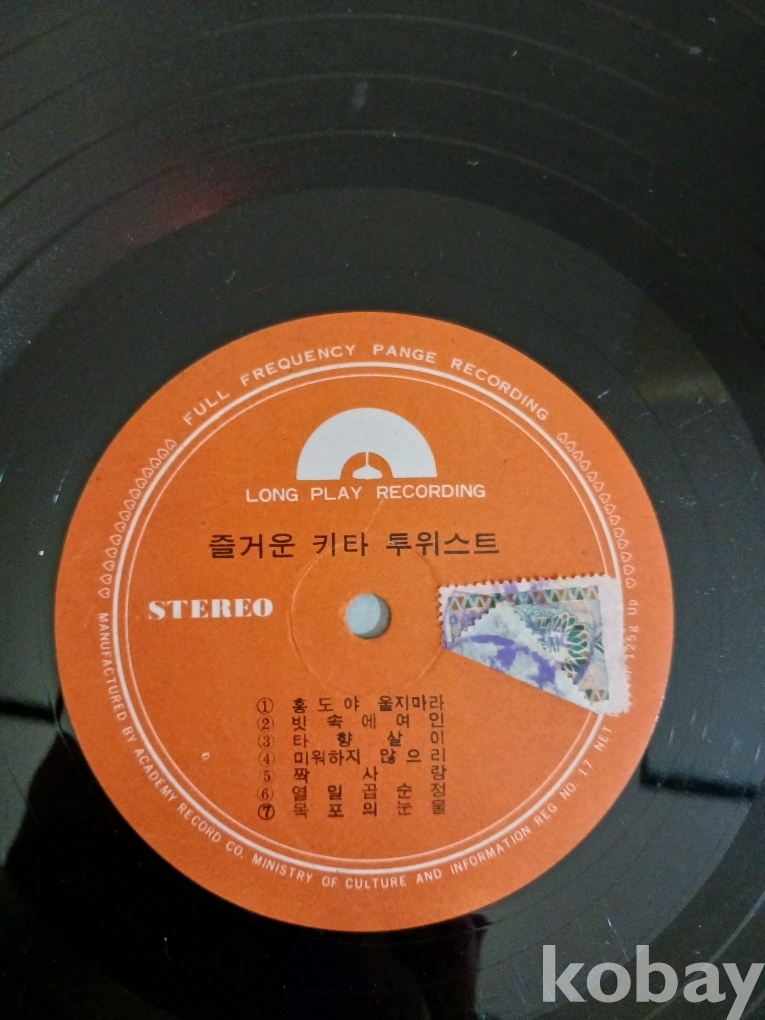 FULL FREQUENCY PANGE RECORDING
LONG PLAY RECORDING
즐거운 키타 투위스트
STEREO
① 홍도야 울지마라
② 빗속에여인
③ 타향살이
④ 미워하지 않으리
⑤ 짝사랑
⑥ 열일곱순정
⑦ 목포의눈물
MANUFACTURED BY ACADEMY RECORD CO. MINISTRY OF CULTURE AND INFORMATION REG NO. 17 NET 125g Up
kobay